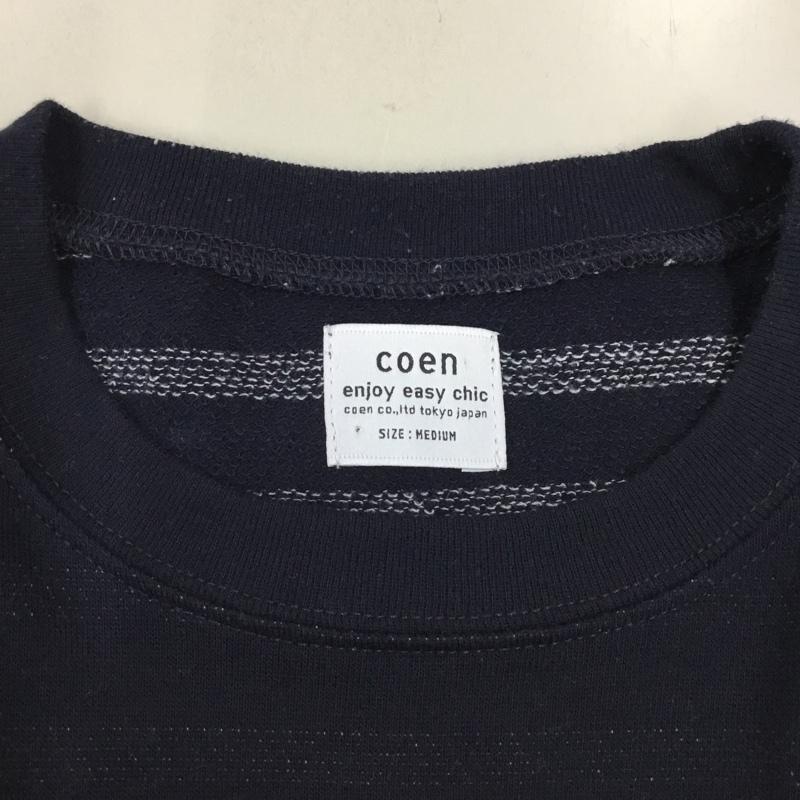 coen
enjoy easy chic
coen co.,ltd tokyo japan
SIZE : MEDIUM